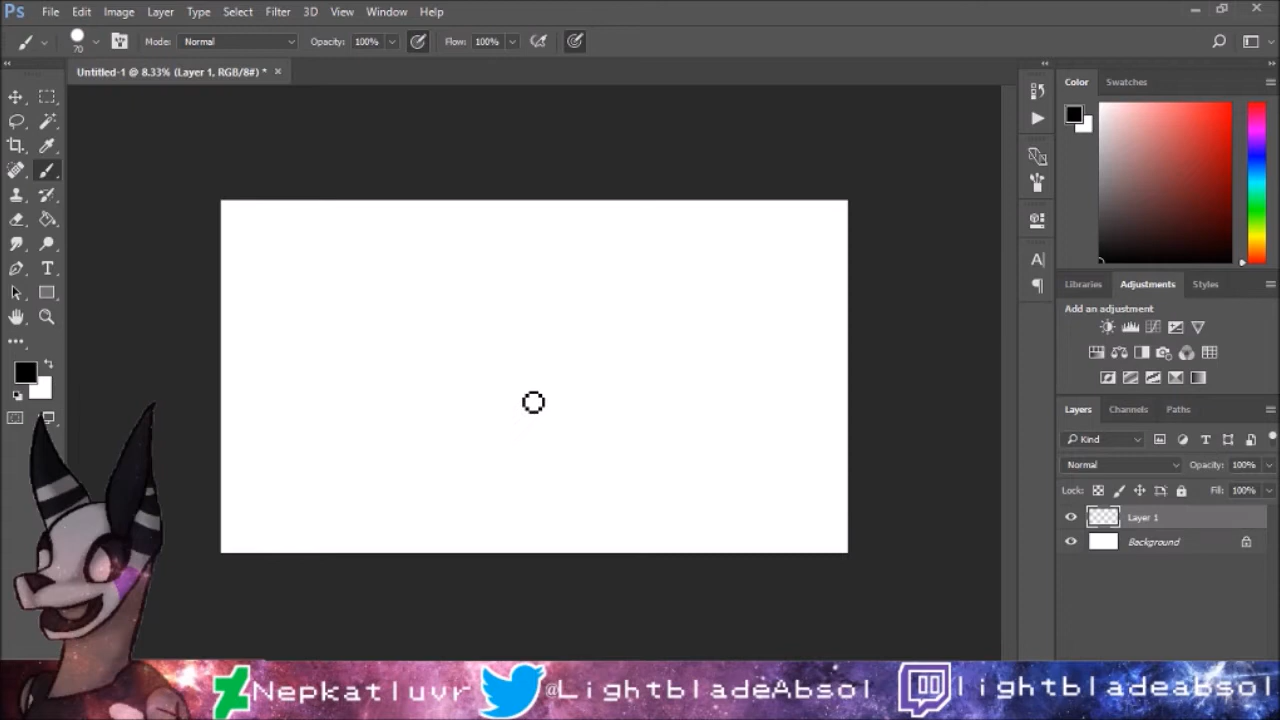 Ps File Edit Image Layer Type Select Filter 3D View Window Help
70 Mode: Normal Opacity: 100% Flow: 100%
Untitled-1 @ 8.33% (Layer 1, RGB/8#) *
Color Swatches
Libraries Adjustments Styles
Add an adjustment
Layers Channels Paths
Kind
Normal Opacity: 100%
Lock: Fill: 100%
Layer 1
Background
Nepkatluvr @LightbladeAbsol lightbladeabsol